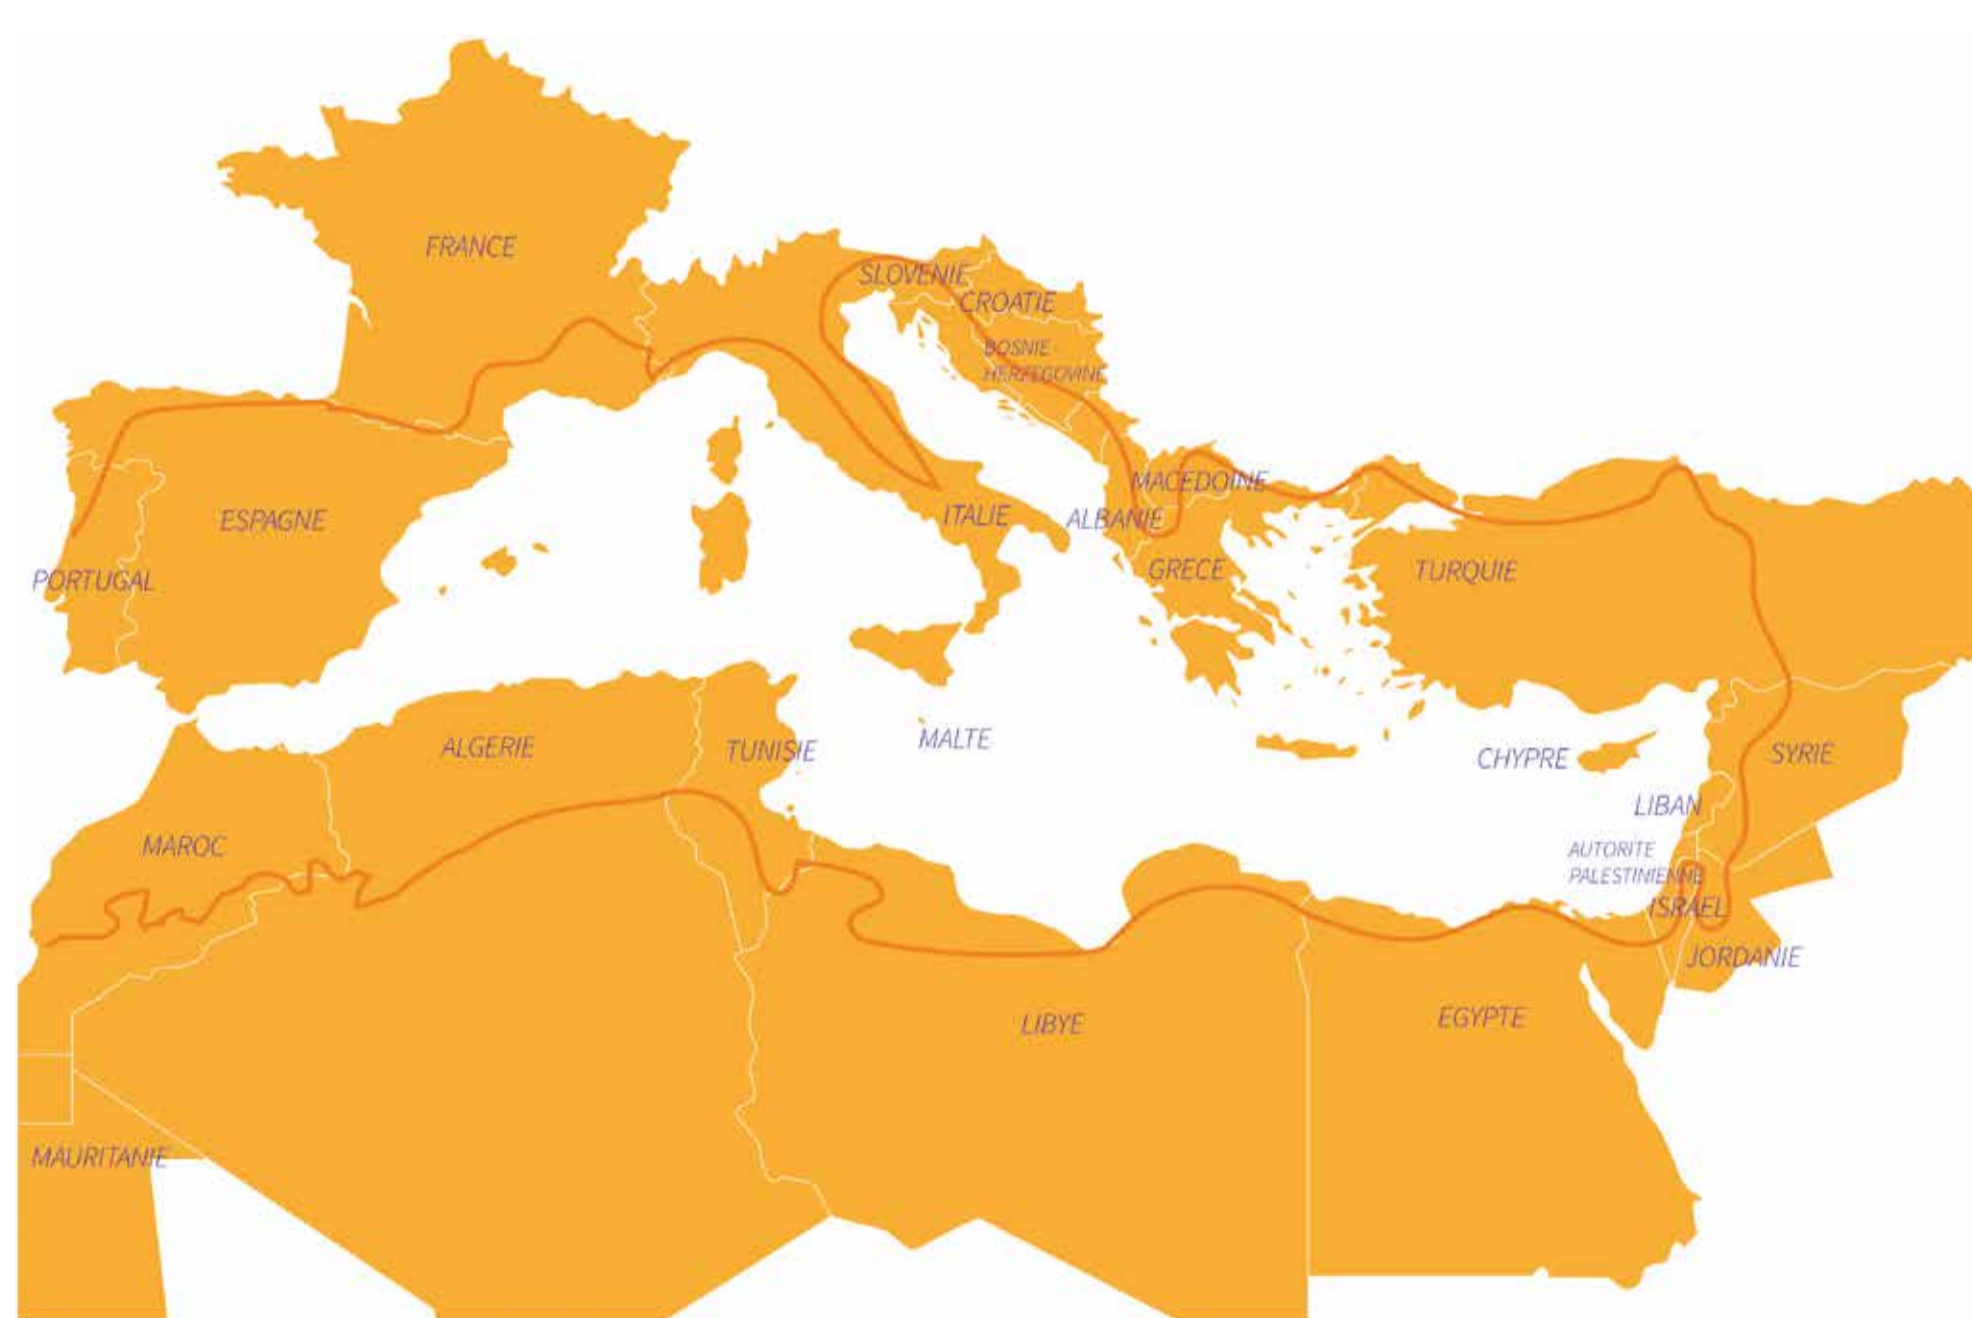 FRANCE
SLOVENIE
CROATIE
BOSNIE -
HERZEGOVINE
MACEDOINE
ESPAGNE
ITALIE
ALBANIE
PORTUGAL
GRECE
TURQUIE
ALGERIE
TUNISIE
MALTE
CHYPRE
SYRIE
LIBAN
MAROC
AUTORITE
PALESTINIENNE
ISRAEL
JORDANIE
LIBYE
EGYPTE
MAURITANIE